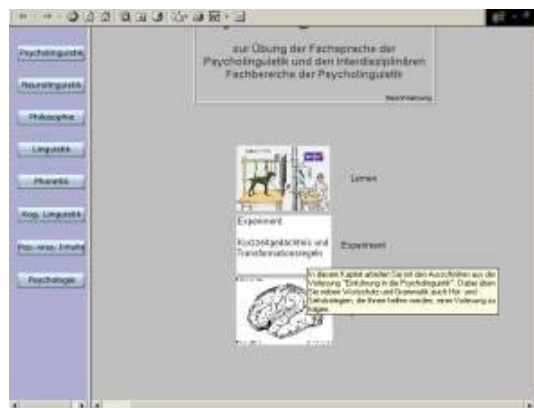 zur Übung der Fachsprache der
Psycholinguistik und den interdisziplinären
Fachbereiche der Psycholinguistik
Psycholinguistik
Neurolinguistik
Philosophie
Linguistik
Phonetik
Kog. Linguistik
Psychologie
Lernen
Experiment
Kurzzeitgedächtnis und
Transformationsregeln
Experiment
In diesem Kapitel arbeiten Sie mit den Ausschnitten aus der
Vorlesung "Einführung in die Psycholinguistik". Dabei üben
Sie neben Wortschatz und Grammatik auch Hör- und
die Ihnen helfen werden, einer Vorlesung zu
folgen.